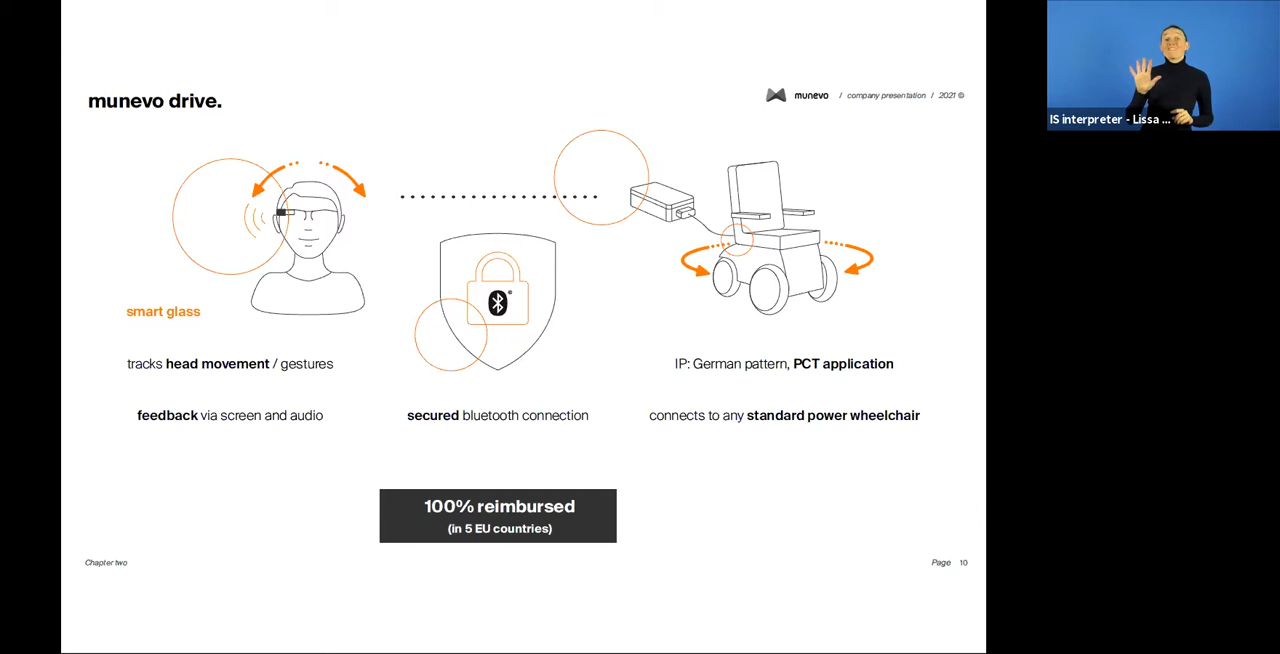 munevo drive.
munevo / company presentation / 2021 ©
IS interpreter - Lissa ...
smart glass
tracks head movement / gestures
feedback via screen and audio
secured bluetooth connection
IP: German pattern, PCT application
connects to any standard power wheelchair
100% reimbursed
(in 5 EU countries)
Chapter two
Page 10